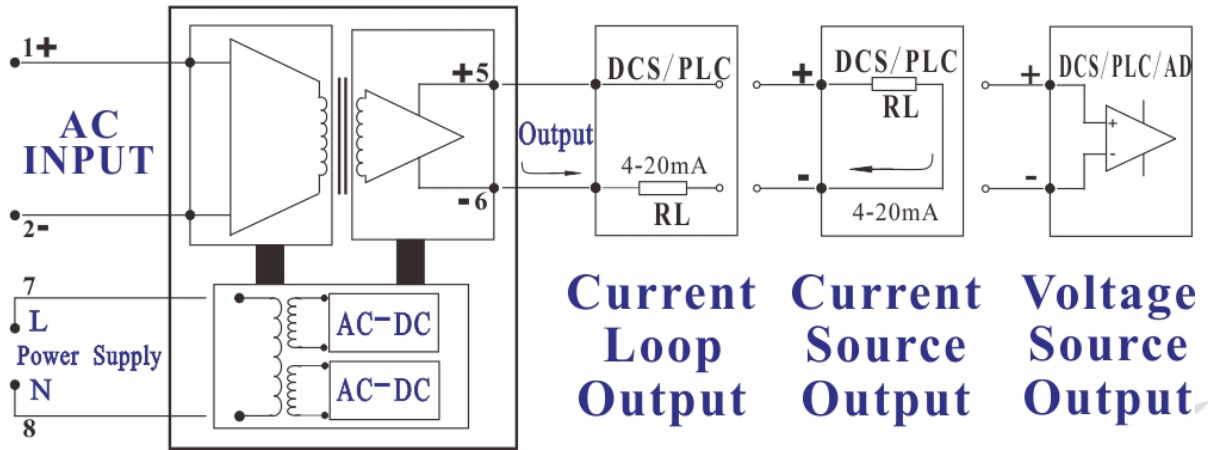 1+
AC
INPUT
2-
7
L
Power Supply
N
8
AC-DC
AC-DC
+5
-6
Output
DCS/PLC
4-20mA
RL
Current
Loop
Output
+
DCS/PLC
RL
-
4-20mA
Current
Source
Output
+
DCS/PLC/AD
+
-
-
Voltage
Source
Output